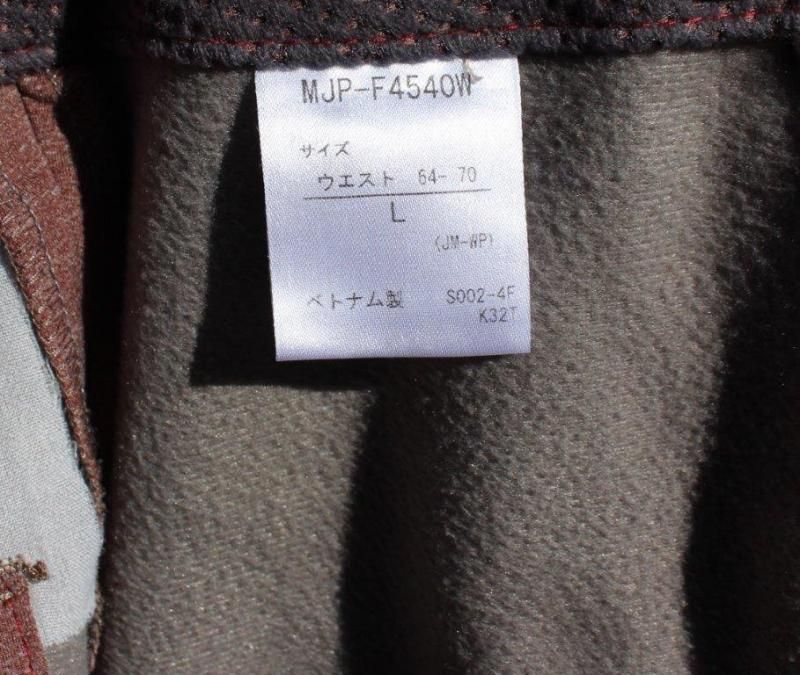 MJP-F4540W
サイズ
ウエスト 64- 70
L
(JM-WP)
ベトナム製 S002-4F
K32T